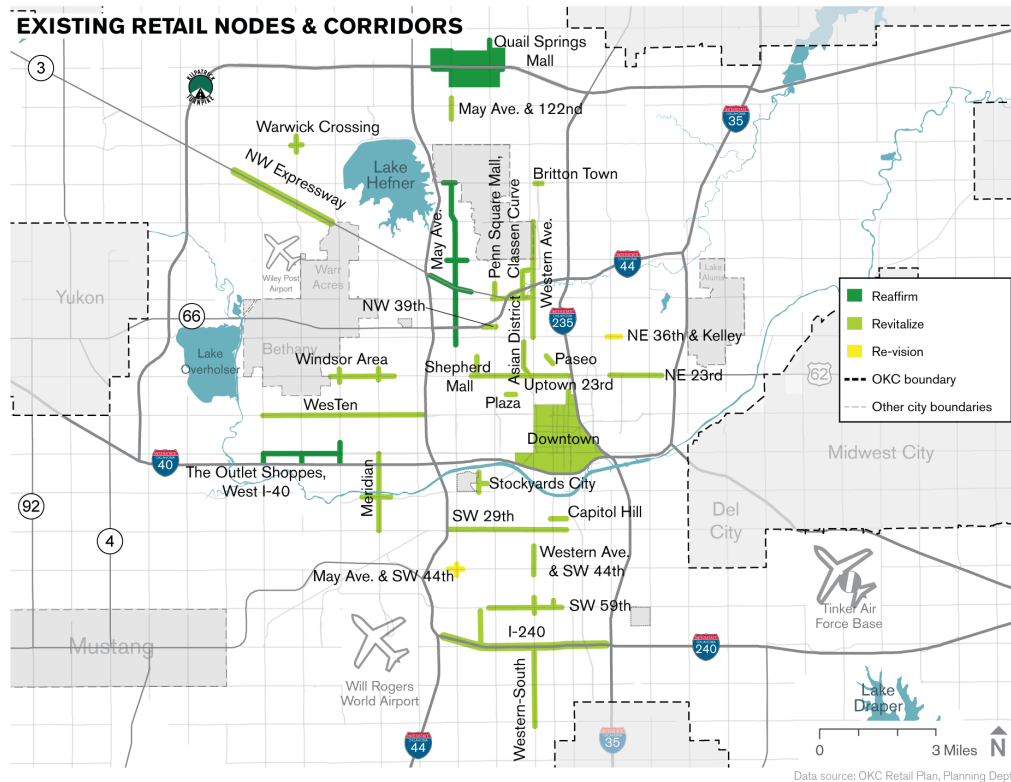 EXISTING RETAIL NODES & CORRIDORS
Quail Springs
Mall
3
KILPATRICK
TURNPIKE
May Ave. & 122nd
35
Warwick Crossing
Lake
Hefner
NW Expressway
Britton Town
May Ave.
Penn Square Mall,
Classen Curve
Western Ave.
44
Wiley Post
Airport
Warr
Acres
Yukon
NW 39th
66
235
NE 36th & Kelley
Reaffirm
Revitalize
Re-vision
OKC boundary
Other city boundaries
Lake
Overholser
Bethany
Windsor Area
Shepherd
Mall
Asian District
Paseo
Uptown 23rd
NE 23rd
62
Plaza
WesTen
Downtown
Midwest City
40
The Outlet Shoppes,
West I-40
Meridian
Stockyards City
92
4
SW 29th
Capitol Hill
Del
City
Western Ave.
& SW 44th
May Ave. & SW 44th
SW 59th
Tinker Air
Force Base
I-240
240
Mustang
Will Rogers
World Airport
Western-South
Lake
Draper
44
35
0
3 Miles
N
Data source: OKC Retail Plan, Planning Dept